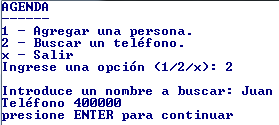 AGENDA
------
1 - Agregar una persona.
2 - Buscar un teléfono.
x - Salir
Ingrese una opción (1/2/x): 2
Introduce un nombre a buscar: Juan
Teléfono 400000
presione ENTER para continuar